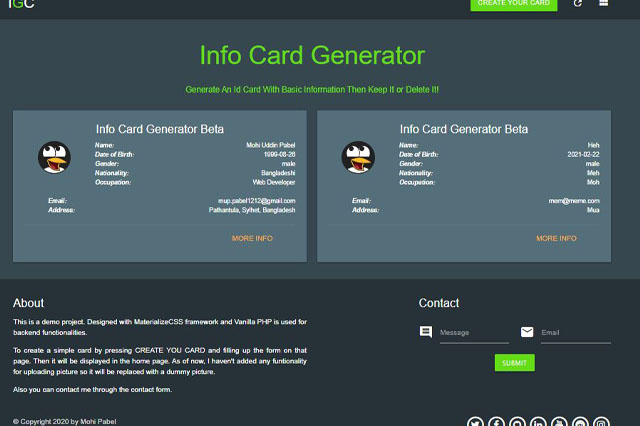 IGC
CREATE YOUR CARD
Info Card Generator
Generate An Id Card With Basic Information Then Keep It or Delete It!!
Info Card Generator Beta
Name: Mohi Uddin Pabel
Date of Birth: 1999-08-26
Gender: male
Nationality: Bangladeshi
Occupation: Web Developer
Email: mup.pabel1212@gmail.com
Address: Pathantula, Sylhet, Bangladesh
MORE INFO
Info Card Generator Beta
Name: Heh
Date of Birth: 2021-02-22
Gender: male
Nationality: Meh
Occupation: Moh
Email: mem@meme.com
Address: Mua
MORE INFO
About
This is a demo project. Designed with MaterializeCSS framework and Vanilla PHP is used for
backend functionalities.
To create a simple card by pressing CREATE YOU CARD and filling up the form on that
page. Then it will be displayed in the home page. As of now, I haven't added any funtionality
for uploading picture so it will be replaced with a dummy picture.
Also you can contact me through the contact form.
Contact
Message
Email
SUBMIT
© Copyright 2020 by Mohi Pabel